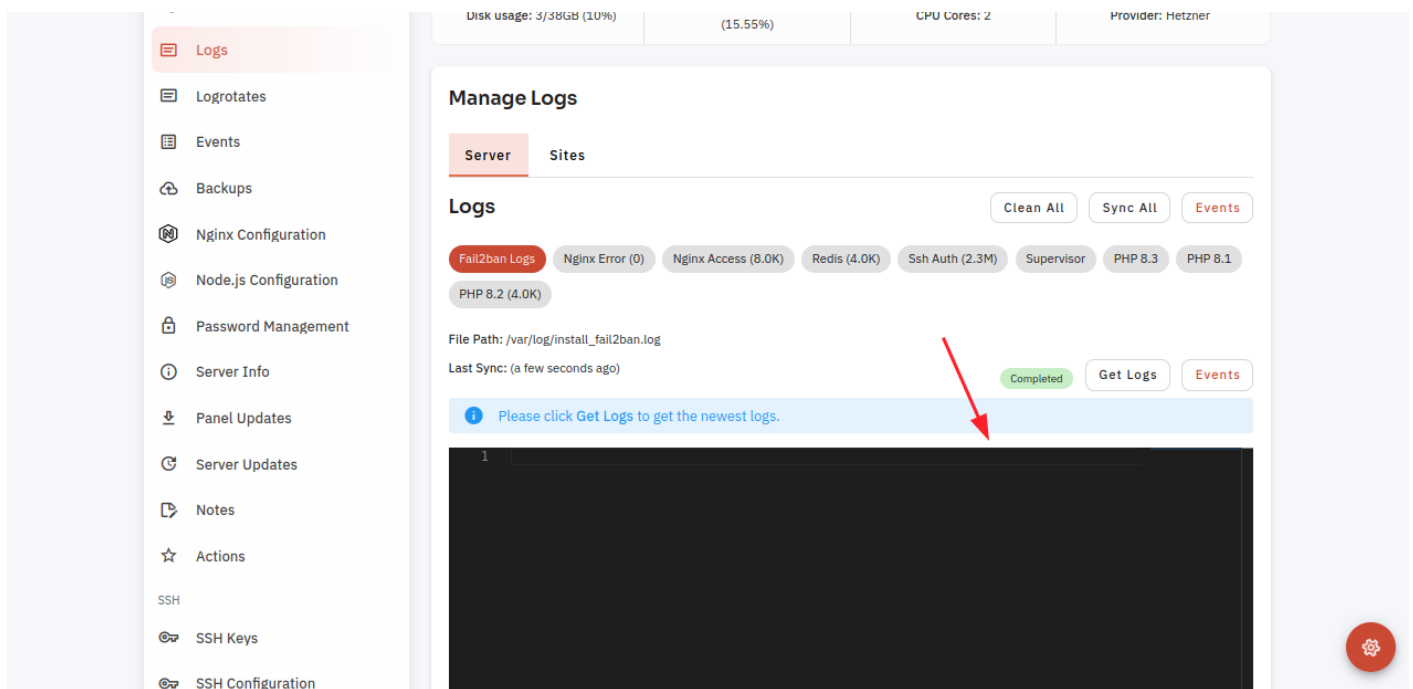 Disk usage: 3/38GB (10%)
(15.55%)
CPU Cores: 2
Provider: Hetzner
Logs
Logrotates
Events
Backups
Nginx Configuration
Node.js Configuration
Password Management
Server Info
Panel Updates
Server Updates
Notes
Actions
SSH
SSH Keys
SSH Configuration
Manage Logs
Server Sites
Logs
Clean All Sync All Events
Fail2ban Logs Nginx Error (0) Nginx Access (8.0K) Redis (4.0K) Ssh Auth (2.3M) Supervisor PHP 8.3 PHP 8.1
PHP 8.2 (4.0K)
File Path: /var/log/install_fail2ban.log
Last Sync: (a few seconds ago)
Completed Get Logs Events
Please click Get Logs to get the newest logs.
1